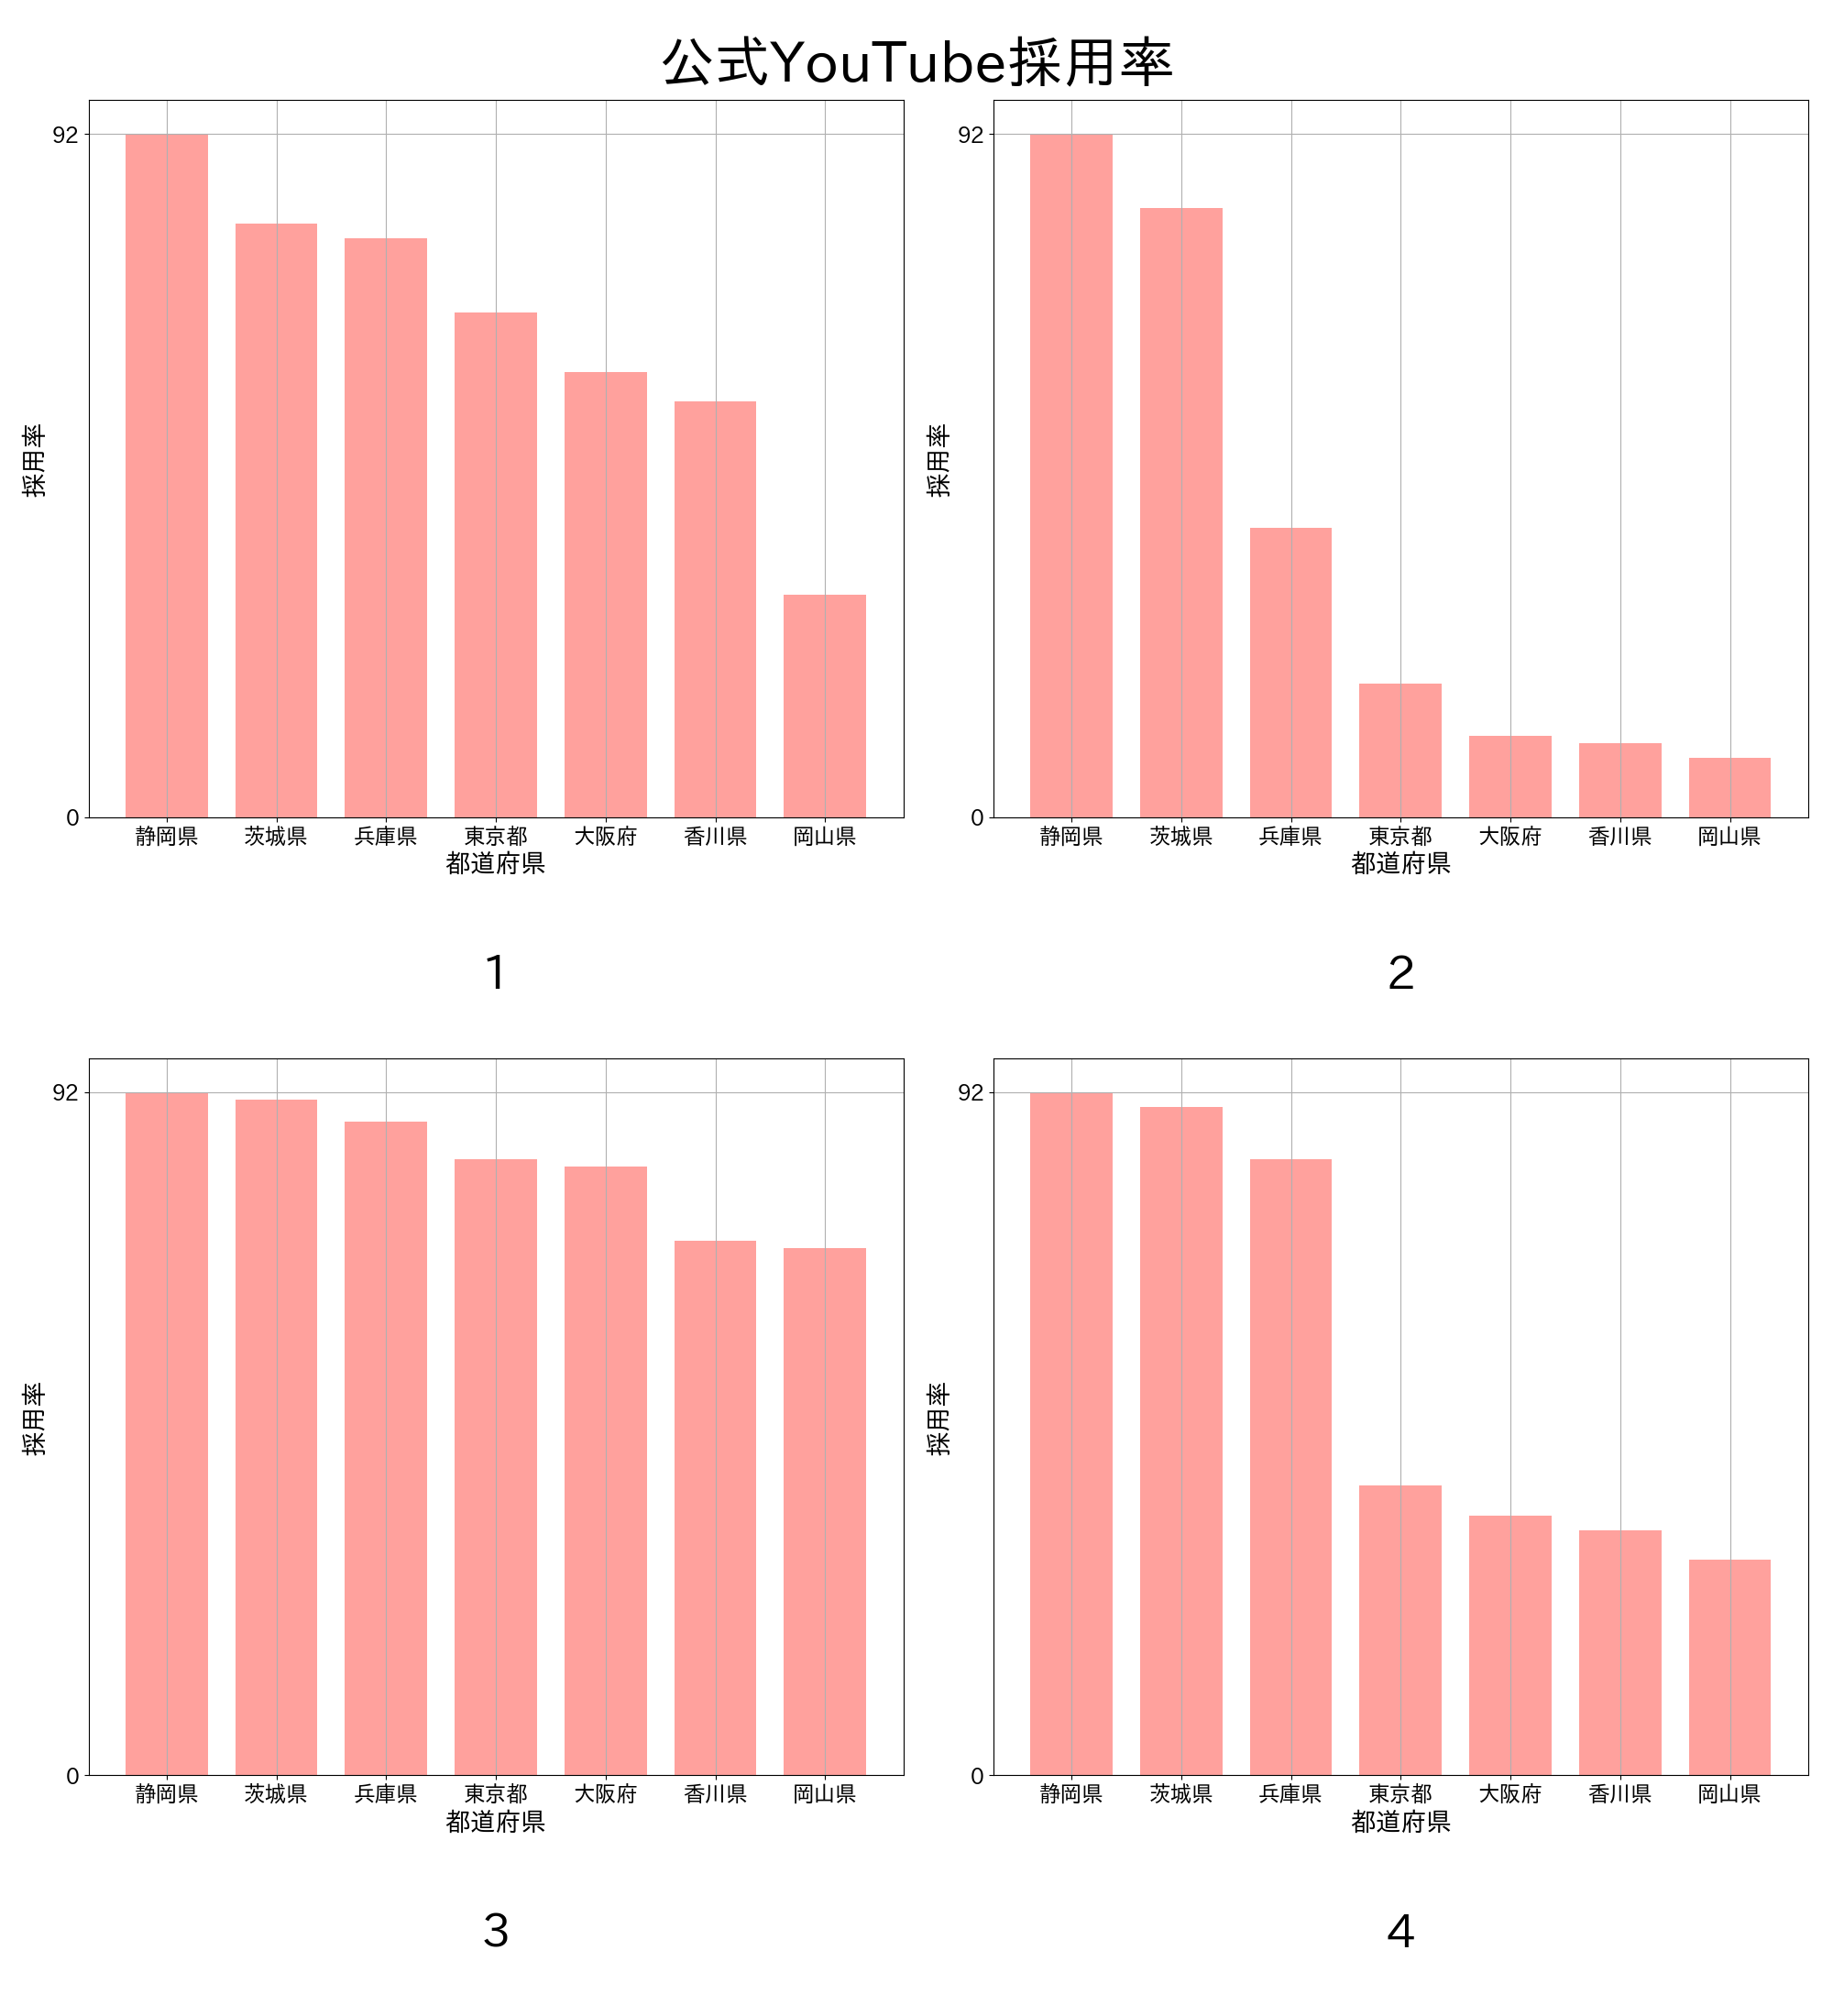 公式YouTube採用率
92
0
採用率
静岡県 茨城県 兵庫県 東京都 大阪府 香川県 岡山県
都道府県
1
92
0
採用率
静岡県 茨城県 兵庫県 東京都 大阪府 香川県 岡山県
都道府県
2
92
0
採用率
静岡県 茨城県 兵庫県 東京都 大阪府 香川県 岡山県
都道府県
3
92
0
採用率
静岡県 茨城県 兵庫県 東京都 大阪府 香川県 岡山県
都道府県
4